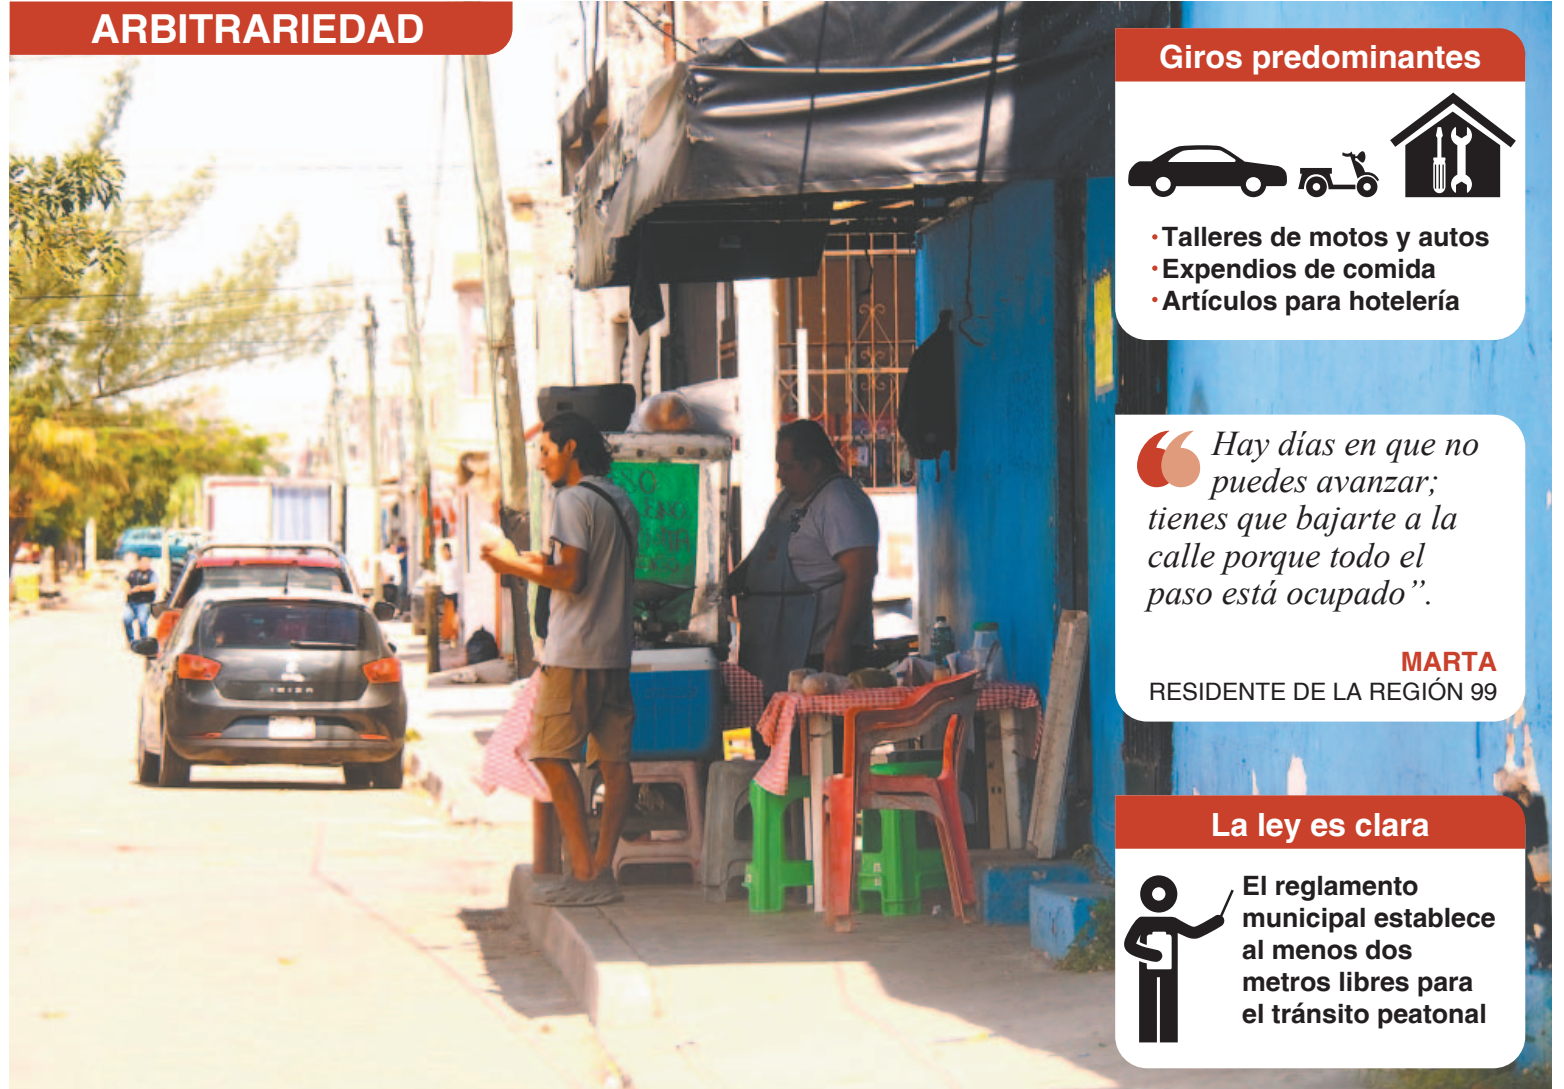 ARBITRARIEDAD
Giros predominantes
• Talleres de motos y autos
• Expendios de comida
• Artículos para hotelería
Hay días en que no
puedes avanzar;
tienes que bajarte a la
calle porque todo el
paso está ocupado”.
MARTA
RESIDENTE DE LA REGIÓN 99
La ley es clara
El reglamento
municipal establece
al menos dos
metros libres para
el tránsito peatonal
IBIZA